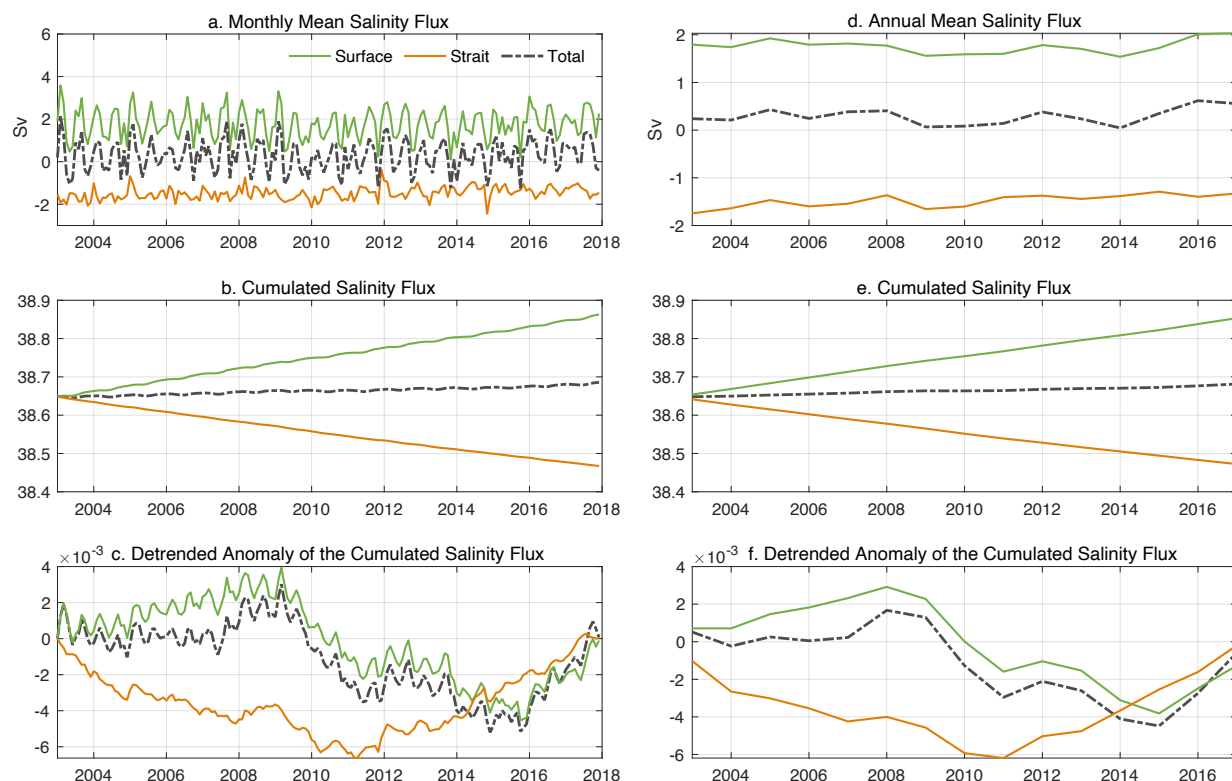 a. Monthly Mean Salinity Flux
6
4
2
0
-2
Sv
Surface Strait Total
2004 2006 2008 2010 2012 2014 2016 2018
d. Annual Mean Salinity Flux
2
1
0
-1
-2
Sv
2004 2006 2008 2010 2012 2014 2016
b. Cumulated Salinity Flux
38.9
38.8
38.7
38.6
38.5
38.4
2004 2006 2008 2010 2012 2014 2016 2018
e. Cumulated Salinity Flux
38.9
38.8
38.7
38.6
38.5
38.4
2004 2006 2008 2010 2012 2014 2016
×10⁻³ c. Detrended Anomaly of the Cumulated Salinity Flux
4
2
0
-2
-4
-6
2004 2006 2008 2010 2012 2014 2016 2018
×10⁻³ f. Detrended Anomaly of the Cumulated Salinity Flux
4
2
0
-2
-4
-6
2004 2006 2008 2010 2012 2014 2016